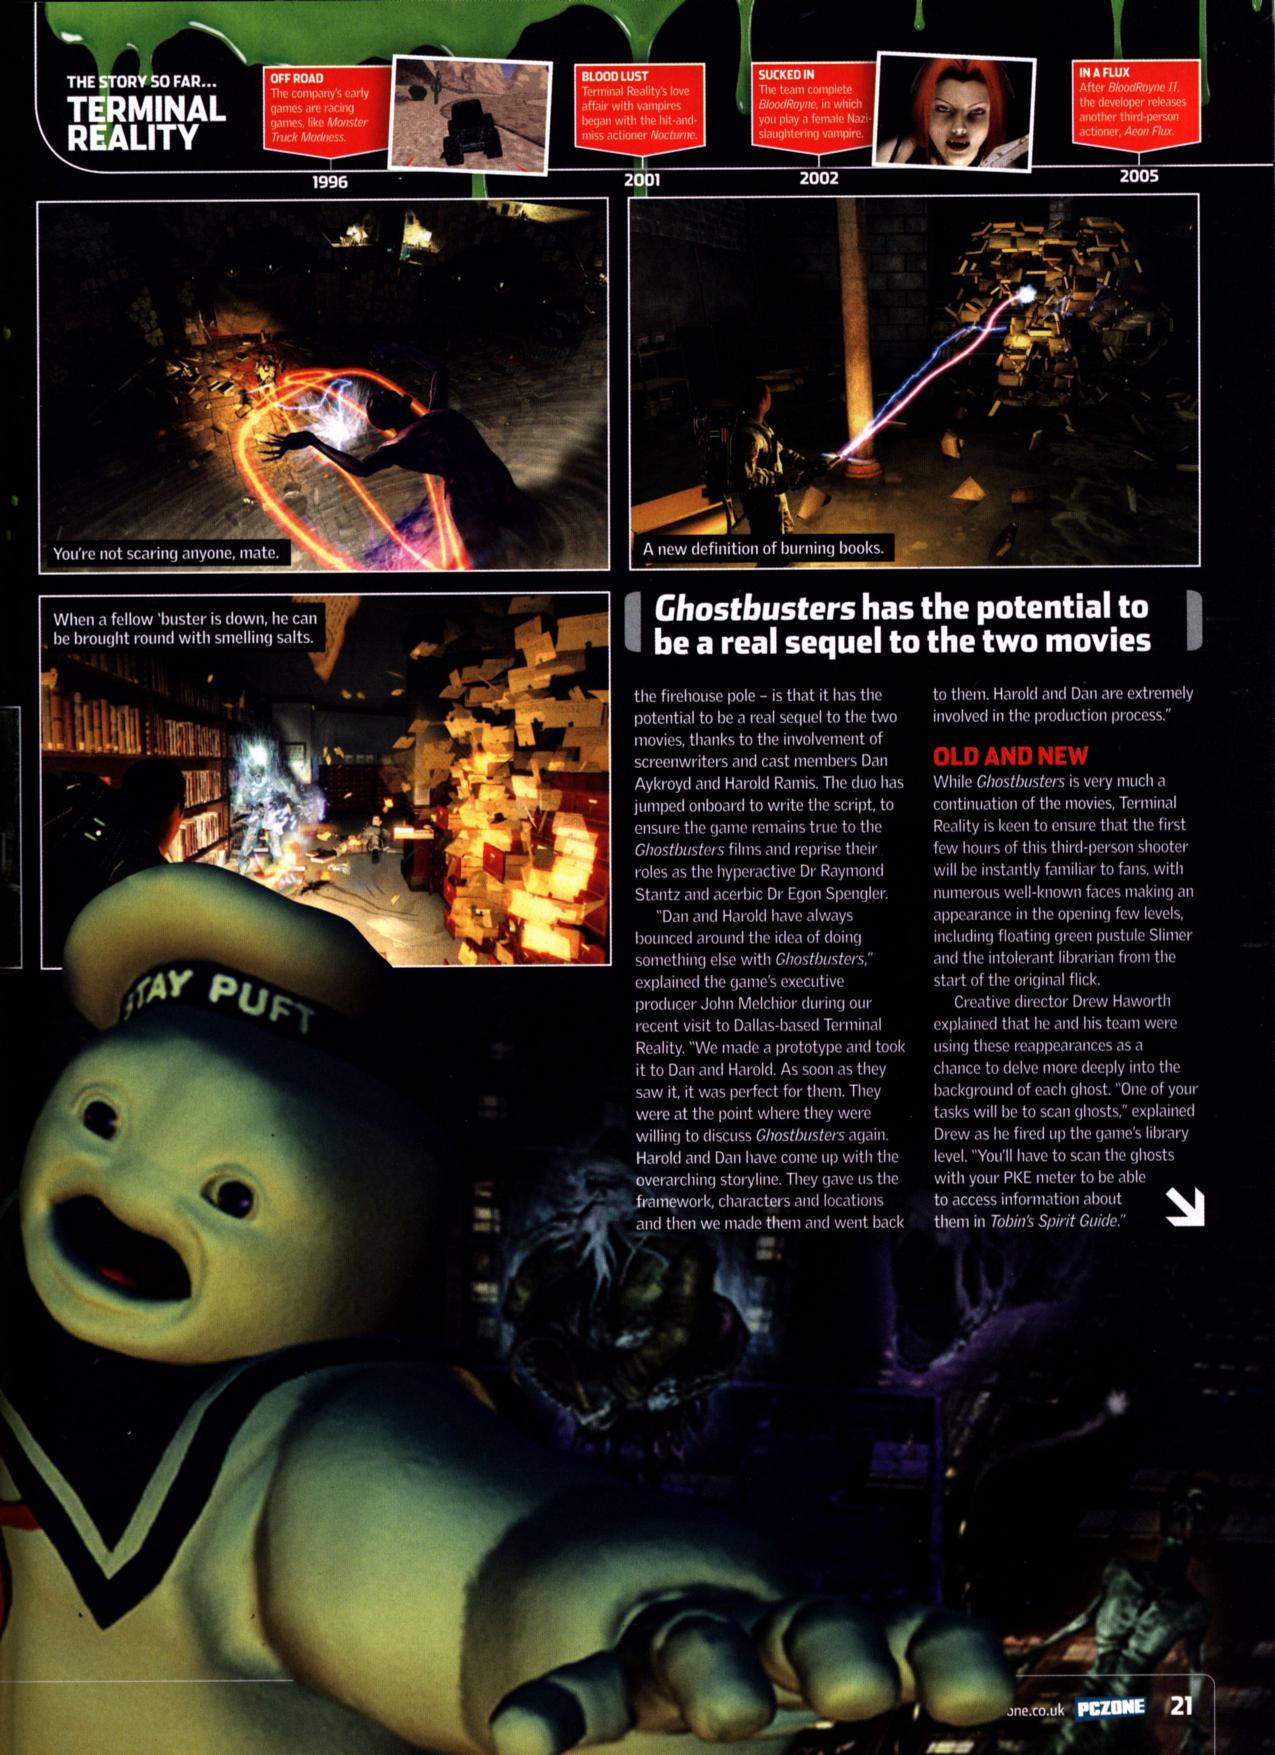 THE STORY SO FAR...
TERMINAL
REALITY
OFF ROAD
The company's early
games are racing
games, like Monster
Truck Madness.
1996
BLOOD LUST
Terminal Reality's love
affair with vampires
began with the hit-and-
miss actioner Nocturne.
2001
SUCKED IN
The team complete
BloodRayne, in which
you play a female Nazi-
slaughtering vampire.
2002
IN A FLUX
After BloodRayne II,
the developer releases
another third-person
actioner, Aeon Flux.
2005
You're not scaring anyone, mate.
A new definition of burning books.
When a fellow 'buster is down, he can
be brought round with smelling salts.
Ghostbusters has the potential to
be a real sequel to the two movies
the firehouse pole – is that it has the
potential to be a real sequel to the two
movies, thanks to the involvement of
screenwriters and cast members Dan
Aykroyd and Harold Ramis. The duo has
jumped onboard to write the script, to
ensure the game remains true to the
Ghostbusters films and reprise their
roles as the hyperactive Dr Raymond
Stantz and acerbic Dr Egon Spengler.
"Dan and Harold have always
bounced around the idea of doing
something else with Ghostbusters,"
explained the game's executive
producer John Melchior during our
recent visit to Dallas-based Terminal
Reality. "We made a prototype and took
it to Dan and Harold. As soon as they
saw it, it was perfect for them. They
were at the point where they were
willing to discuss Ghostbusters again.
Harold and Dan have come up with the
overarching storyline. They gave us the
framework, characters and locations
and then we made them and went back
to them. Harold and Dan are extremely
involved in the production process."
OLD AND NEW
While Ghostbusters is very much a
continuation of the movies, Terminal
Reality is keen to ensure that the first
few hours of this third-person shooter
will be instantly familiar to fans, with
numerous well-known faces making an
appearance in the opening few levels,
including floating green pustule Slimer
and the intolerant librarian from the
start of the original flick.
Creative director Drew Haworth
explained that he and his team were
using these reappearances as a
chance to delve more deeply into the
background of each ghost. "One of your
tasks will be to scan ghosts," explained
Drew as he fired up the game's library
level. "You'll have to scan the ghosts
with your PKE meter to be able
to access information about
them in Tobin's Spirit Guide."
STAY PUFT
one.co.uk PCZONE 21